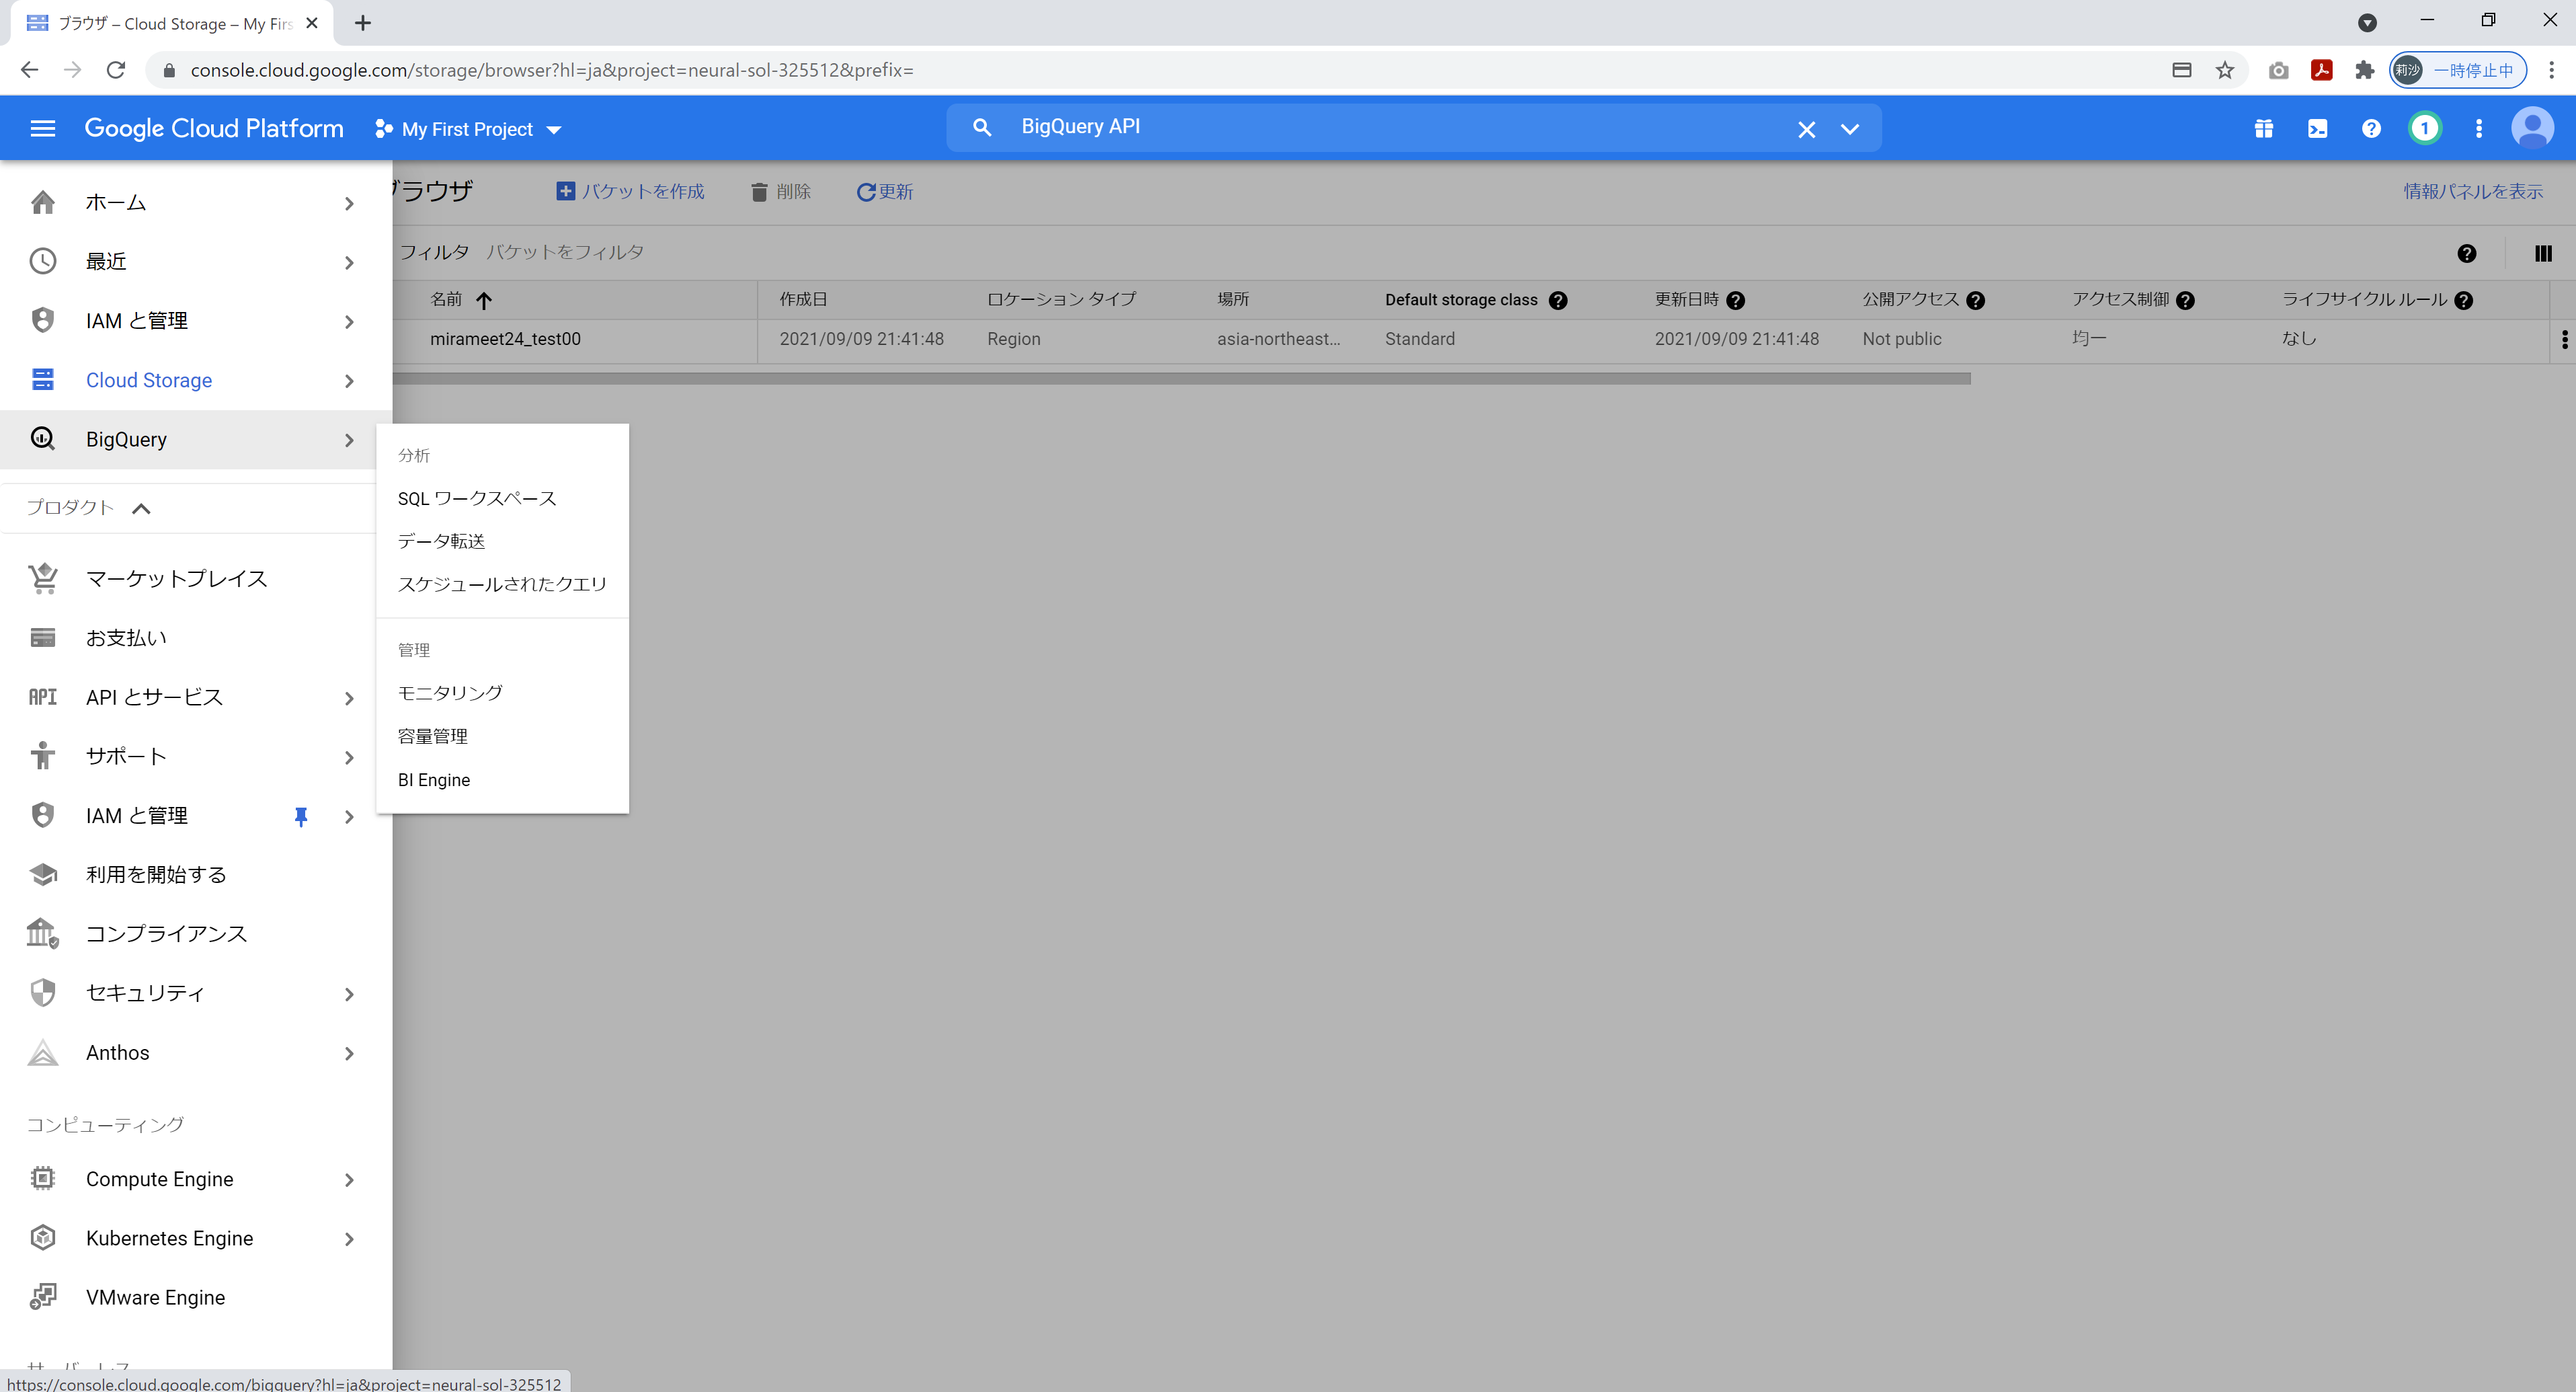 ブラウザ – Cloud Storage – My Firs
console.cloud.google.com/storage/browser?hl=ja&project=neural-sol-325512&prefix=
莉沙 一時停止中
Google Cloud Platform
My First Project
BigQuery API
1
ホーム
最近
IAM と管理
Cloud Storage
BigQuery
プロダクト
マーケットプレイス
お支払い
API API とサービス
サポート
IAM と管理
利用を開始する
コンプライアンス
セキュリティ
Anthos
コンピューティング
Compute Engine
Kubernetes Engine
VMware Engine
サーバーレス
https://console.cloud.google.com/bigquery?hl=ja&project=neural-sol-325512
分析
SQL ワークスペース
データ転送
スケジュールされたクエリ
管理
モニタリング
容量管理
BI Engine
ブラウザ バケットを作成 削除 更新 情報パネルを表示
フィルタ バケットをフィルタ
名前 作成日 ロケーション タイプ 場所 Default storage class 更新日時 公開アクセス アクセス制御 ライフサイクル ルール
mirameet24_test00 2021/09/09 21:41:48 Region asia-northeast... Standard 2021/09/09 21:41:48 Not public 均一 なし